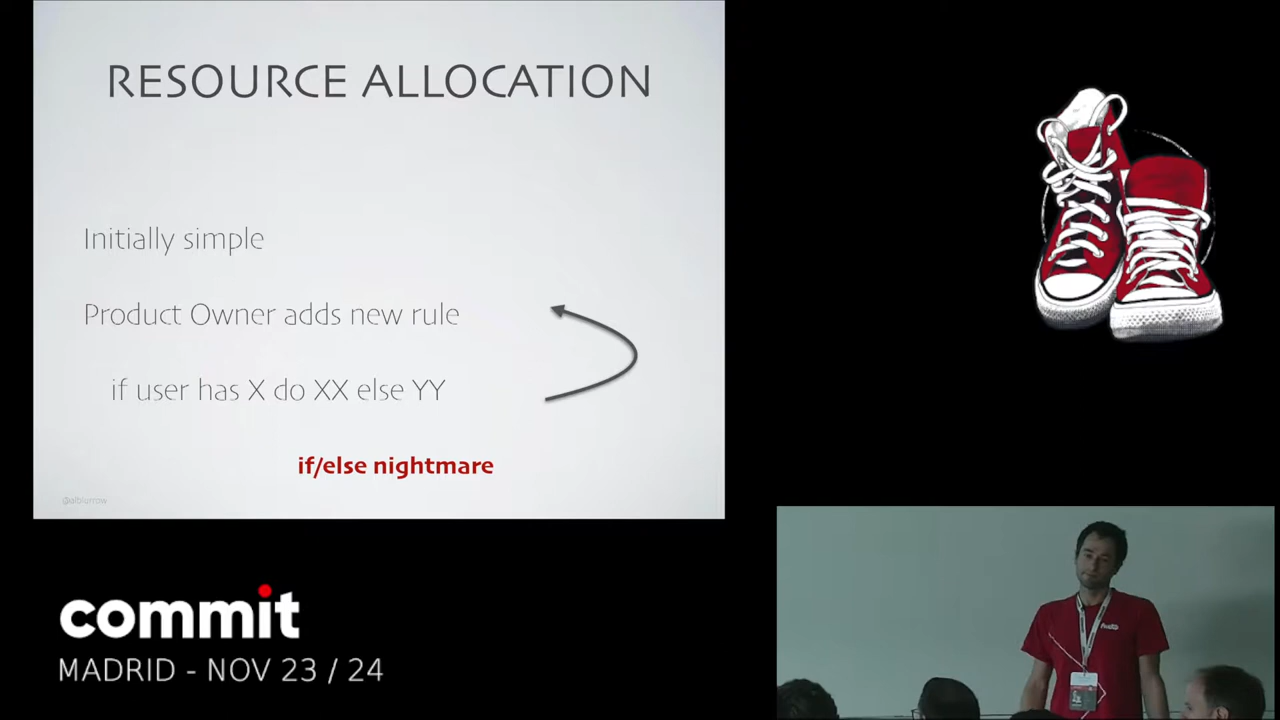 RESOURCE ALLOCATION
Initially simple
Product Owner adds new rule
if user has X do XX else YY
if/else nightmare
commit
MADRID - NOV 23 / 24